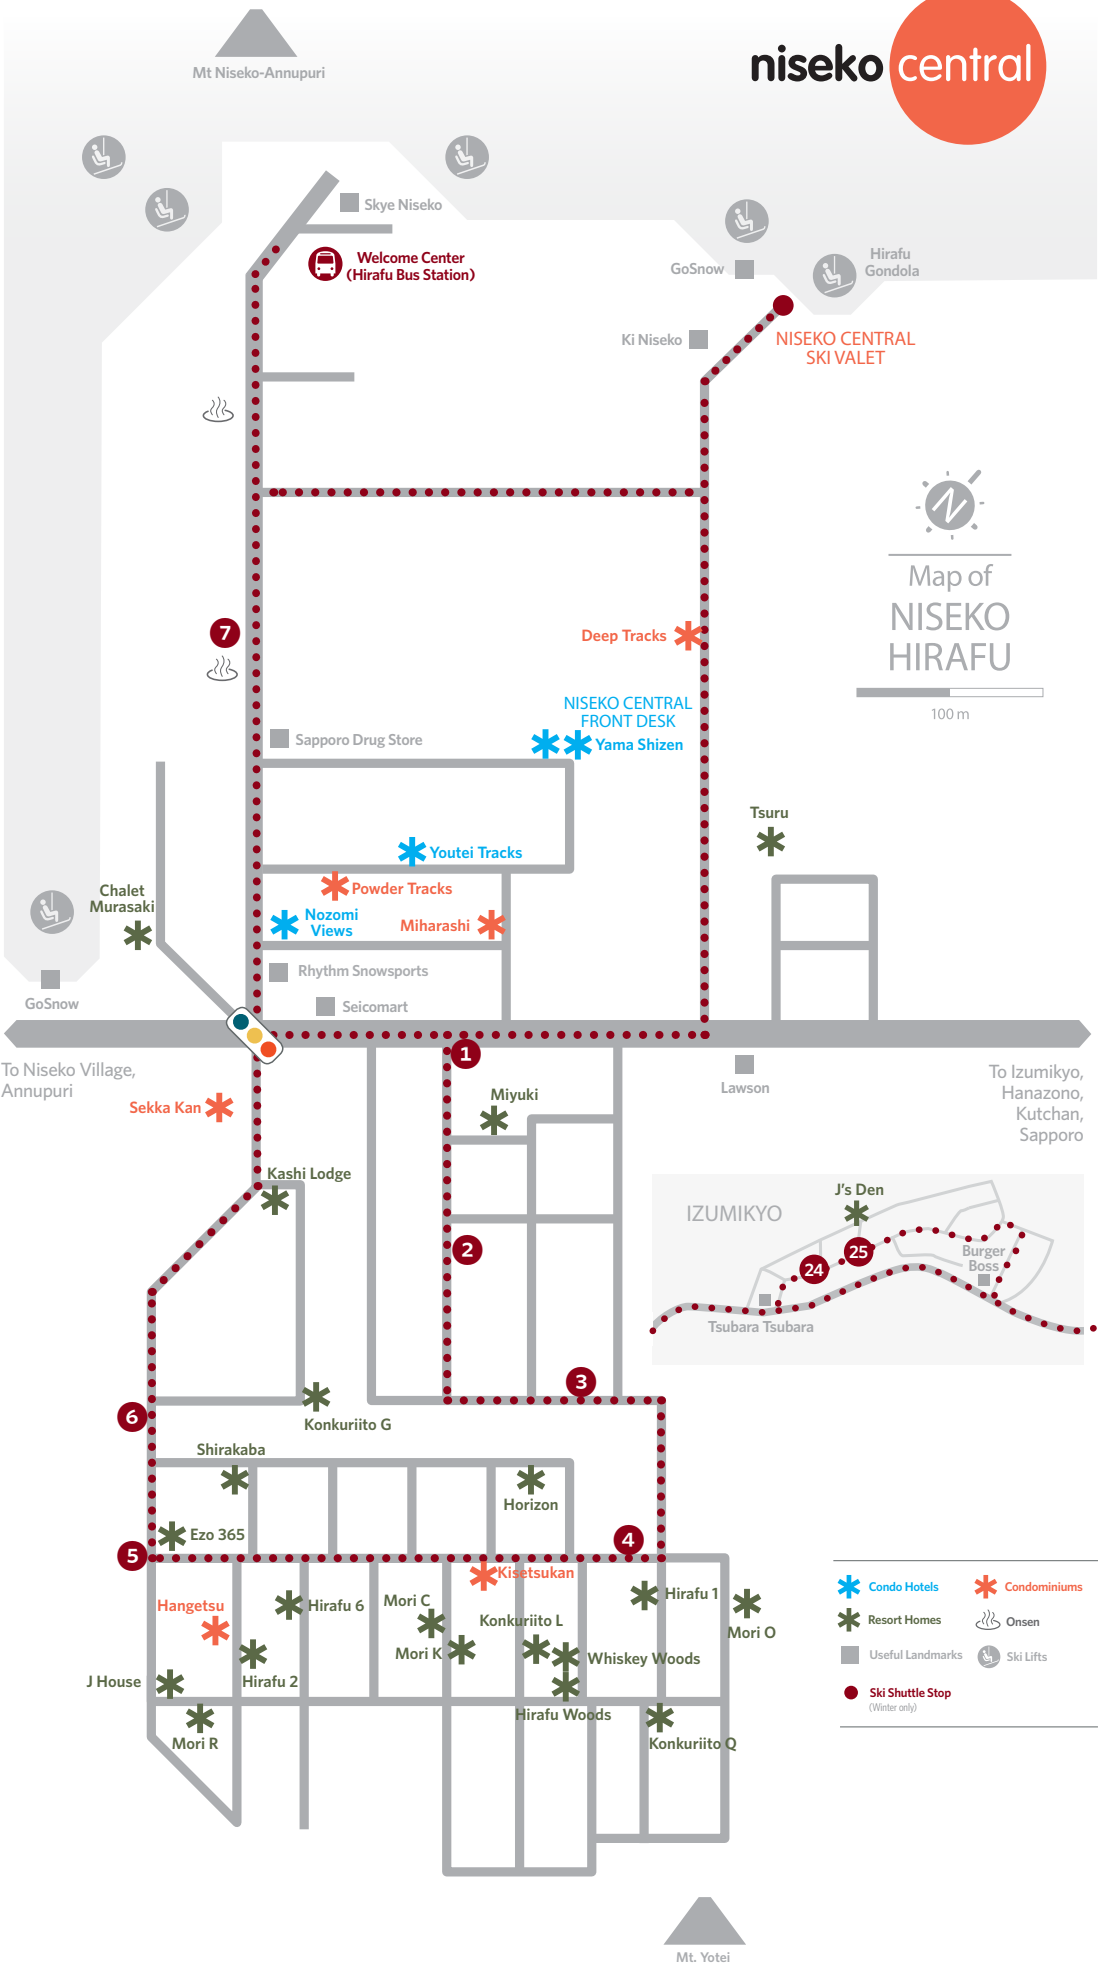 niseko central
Mt Niseko-Annupuri
Skye Niseko
Welcome Center
(Hirafu Bus Station)
GoSnow
Hirafu
Gondola
Ki Niseko
NISEKO CENTRAL
SKI VALET
N
Map of
NISEKO
HIRAFU
100 m
7
Deep Tracks
NISEKO CENTRAL
FRONT DESK
Yama Shizen
Sapporo Drug Store
Tsuru
Youtei Tracks
Powder Tracks
Chalet
Murasaki
Nozomi
Views
Miharashi
Rhythm Snowsports
GoSnow
Seicomart
1
To Niseko Village,
Annupuri
Lawson
To Izumikyo,
Hanazono,
Kutchan,
Sapporo
Sekka Kan
Miyuki
Kashi Lodge
J's Den
IZUMIKYO
2
25
24
Burger
Boss
Tsubara Tsubara
3
6
Konkuriito G
Shirakaba
Horizon
Ezo 365
4
5
Kisetsukan
Hangetsu
Hirafu 6
Mori C
Hirafu 1
Konkuriito L
Mori O
Mori K
Whiskey Woods
J House
Hirafu 2
Hirafu Woods
Mori R
Konkuriito Q
Condo Hotels
Condominiums
Resort Homes
Onsen
Useful Landmarks
Ski Lifts
Ski Shuttle Stop
(Winter only)
Mt. Yotei